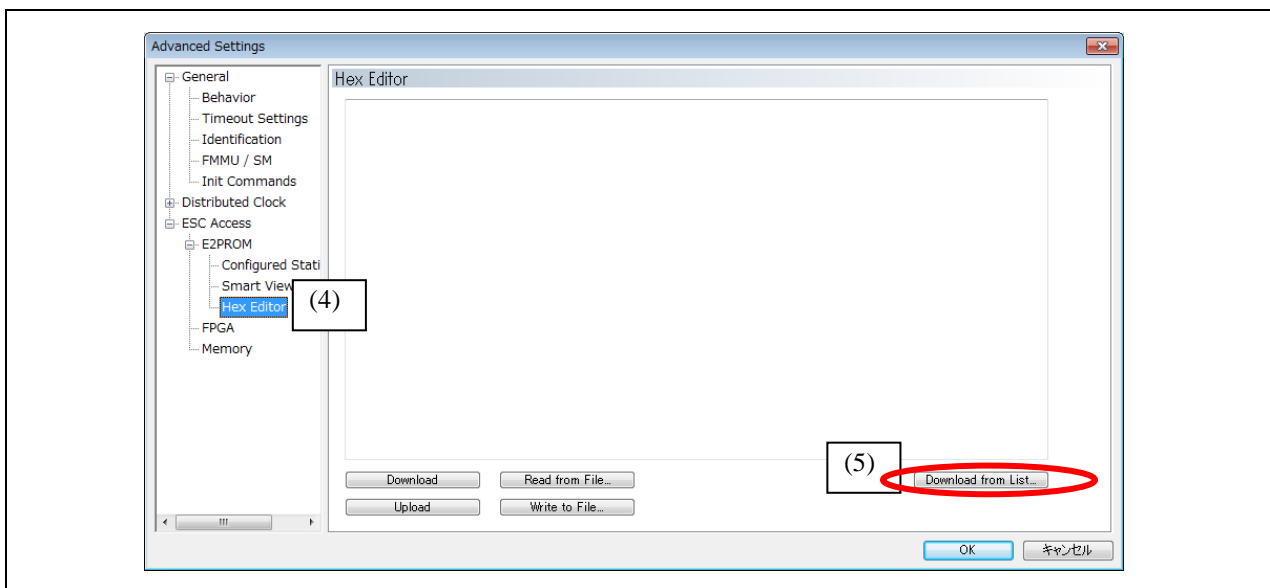 Advanced Settings
General
Behavior
Timeout Settings
Identification
FMMU / SM
Init Commands
Distributed Clock
ESC Access
E2PROM
Configured Stati
Smart View
Hex Editor
(4)
FPGA
Memory
Hex Editor
(5)
Download
Read from File...
Download from List...
Upload
Write to File...
OK
キャンセル